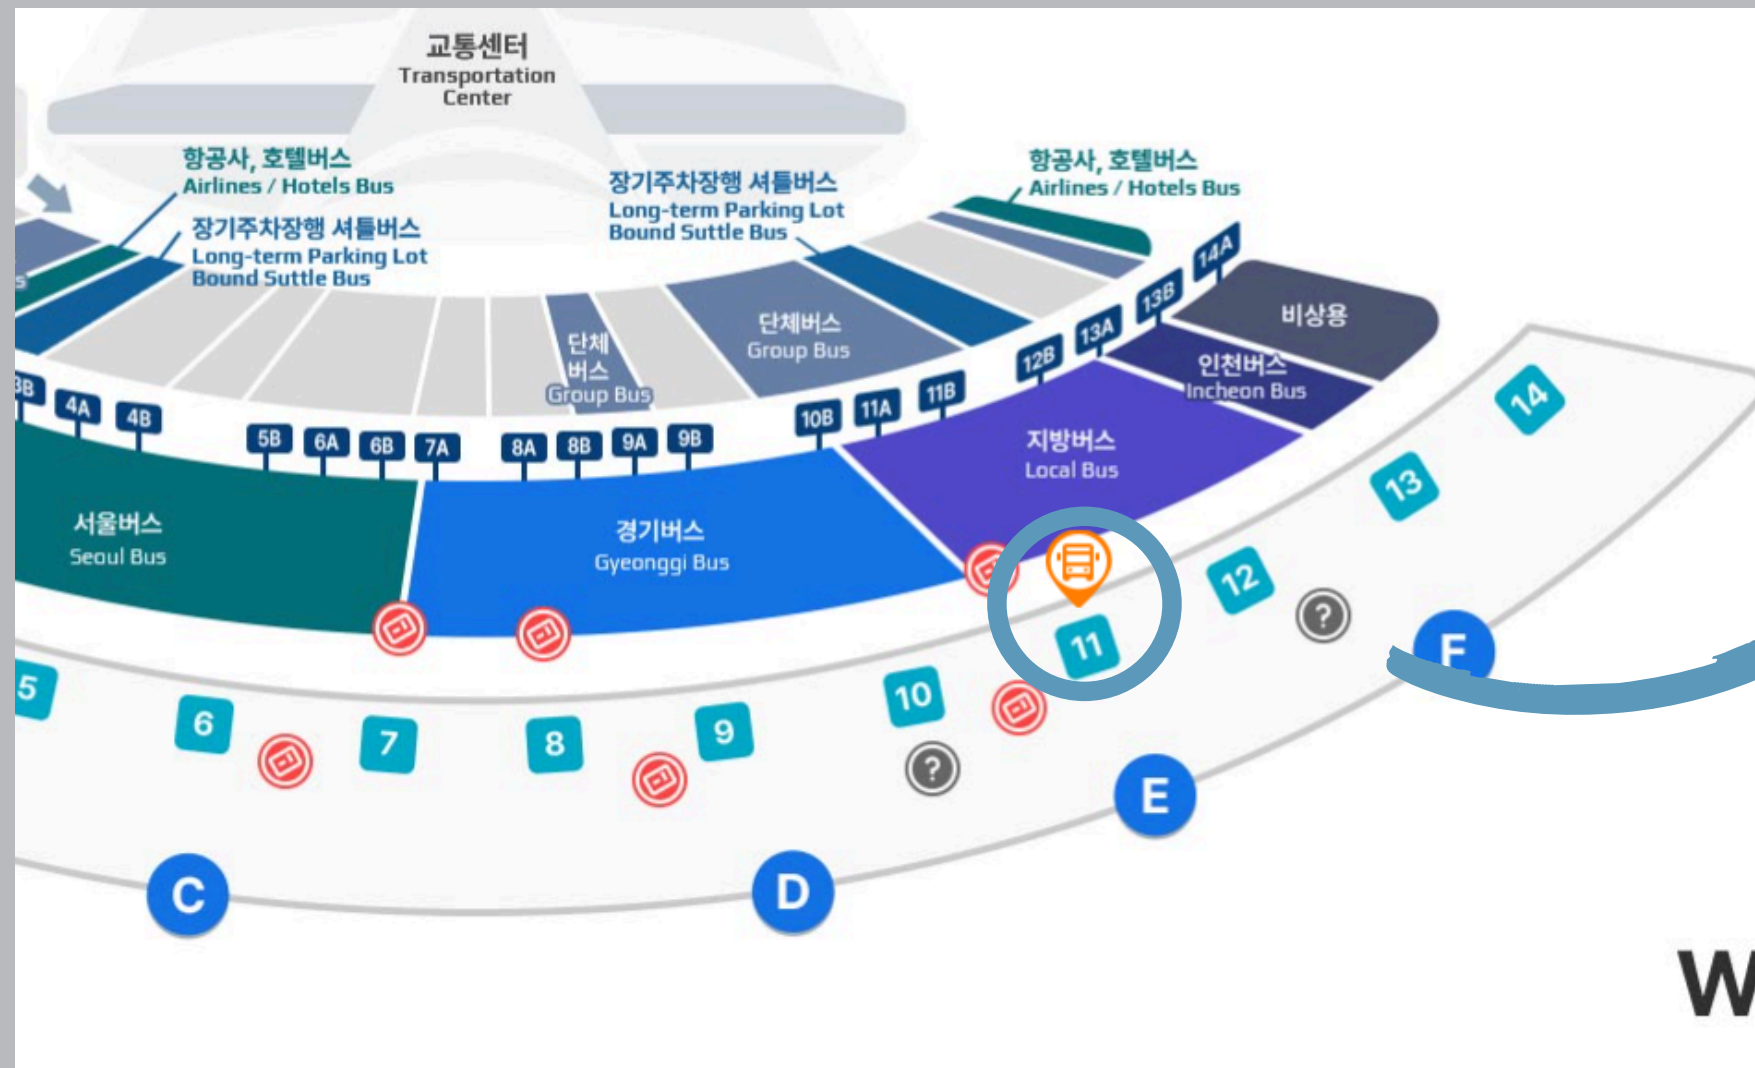 교통센터
Transportation
Center
항공사, 호텔버스
Airlines / Hotels Bus
장기주차장행 셔틀버스
Long-term Parking Lot
Bound Suttle Bus
장기주차장행 셔틀버스
Long-term Parking Lot
Bound Suttle Bus
항공사, 호텔버스
Airlines / Hotels Bus
단체
버스
Group Bus
단체버스
Group Bus
3B
4A
4B
5B
6A
6B
7A
8A
8B
9A
9B
10B
11A
11B
12B
13A
13B
14A
서울버스
Seoul Bus
경기버스
Gyeonggi Bus
지방버스
Local Bus
인천버스
Incheon Bus
비상용
5
6
7
8
9
10
11
12
13
14
?
?
C
D
E
F
W